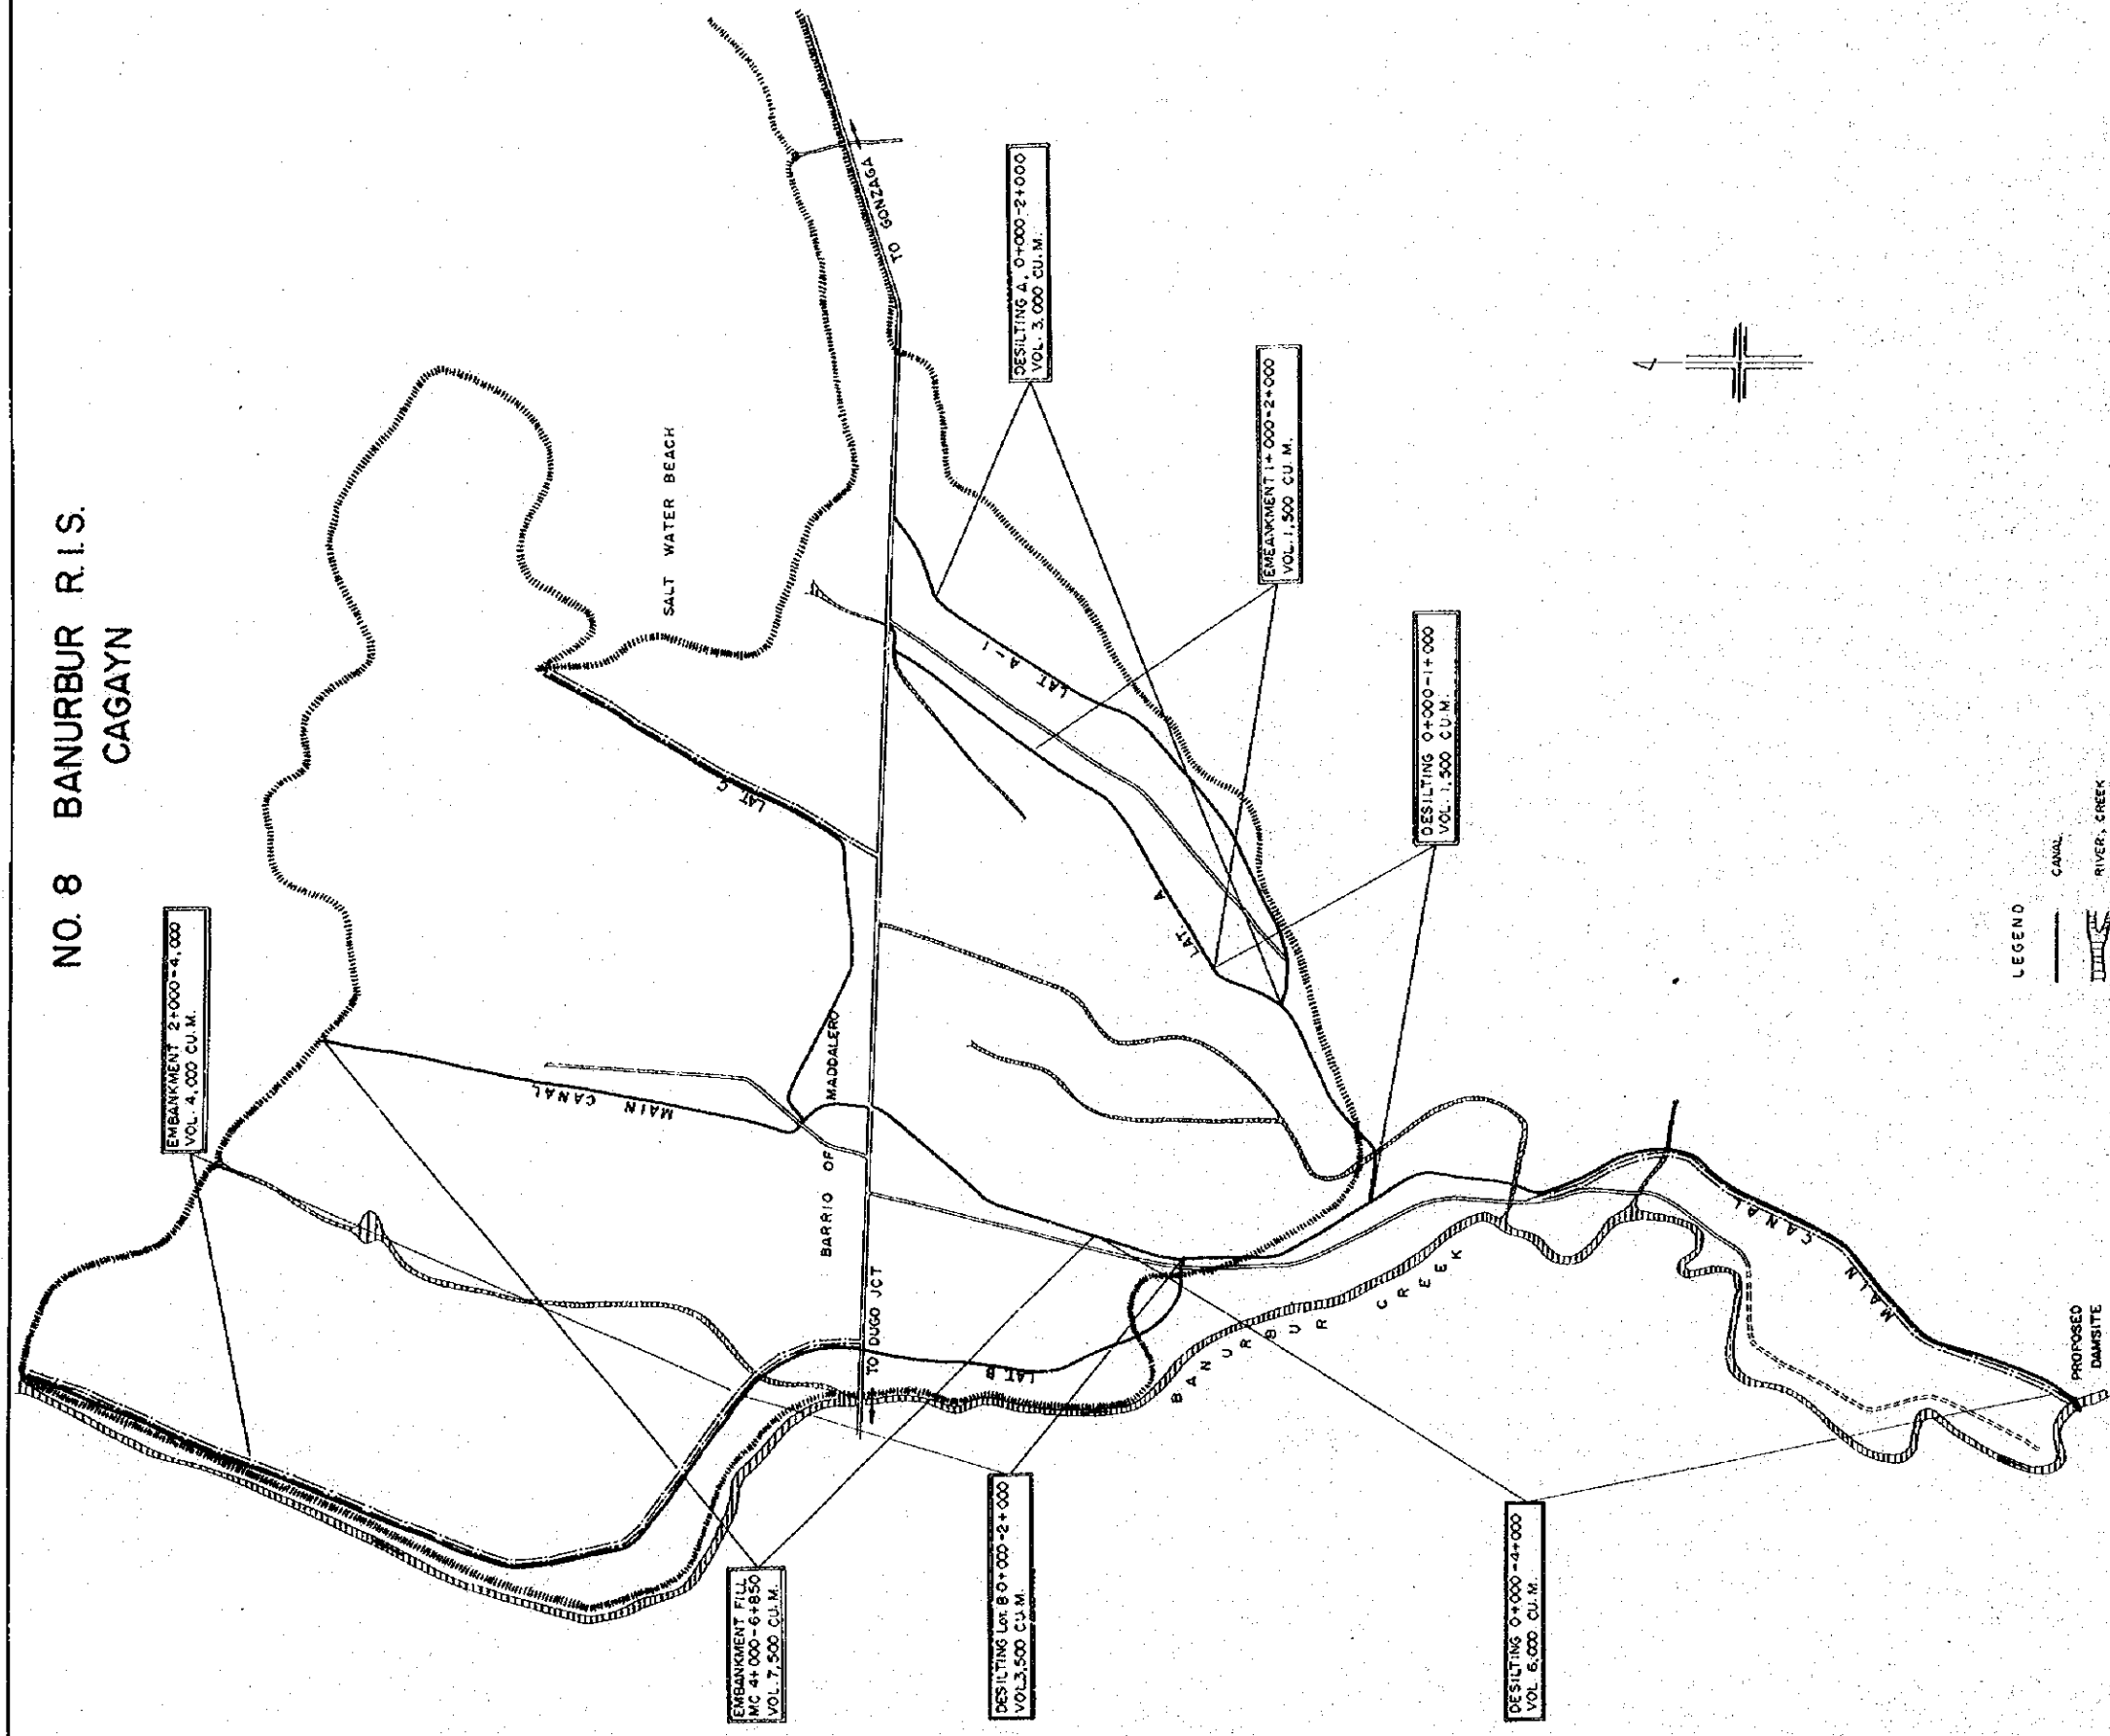 NO. 8 BANURBUR R.I.S.
CAGAYN
EMBANKMENT 2+000-4,000
VOL. 4,000 CU.M.
SALT WATER BEACH
TO GONZAGA
DESILTING A, 0+000-2+000
VOL. 3,000 CU.M.
EMEANKMENT 1+000-2+000
VOL. 1,500 CU.M.
DESILTING 0+000-1+000
VOL. 1,500 CU.M.
LAT. C
LAT. A-1
LAT. A
MAIN CANAL
BARRIO OF MADDALERO
TO DUGO JCT
LAT. B
BANURBUR
CREEK
MAIN CANAL
EMBANKMENT FILL
MC 4+000-6+850
VOL. 7,500 CU.M.
DESILTING Lat. B 0+000-2+000
VOL.3,500 CU.M.
DESILTING 0+000-4+000
VOL. 6,000 CU.M.
PROPOSED
DAMSITE
LEGEND
CANAL
RIVER, CREEK